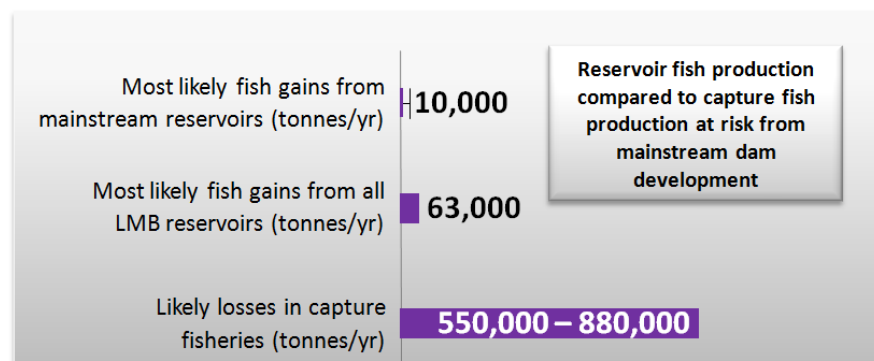 Reservoir fish production
compared to capture fish
production at risk from
mainstream dam
development
Most likely fish gains from
mainstream reservoirs (tonnes/yr)
10,000
Most likely fish gains from all
LMB reservoirs (tonnes/yr)
63,000
Likely losses in capture
fisheries (tonnes/yr)
550,000 – 880,000